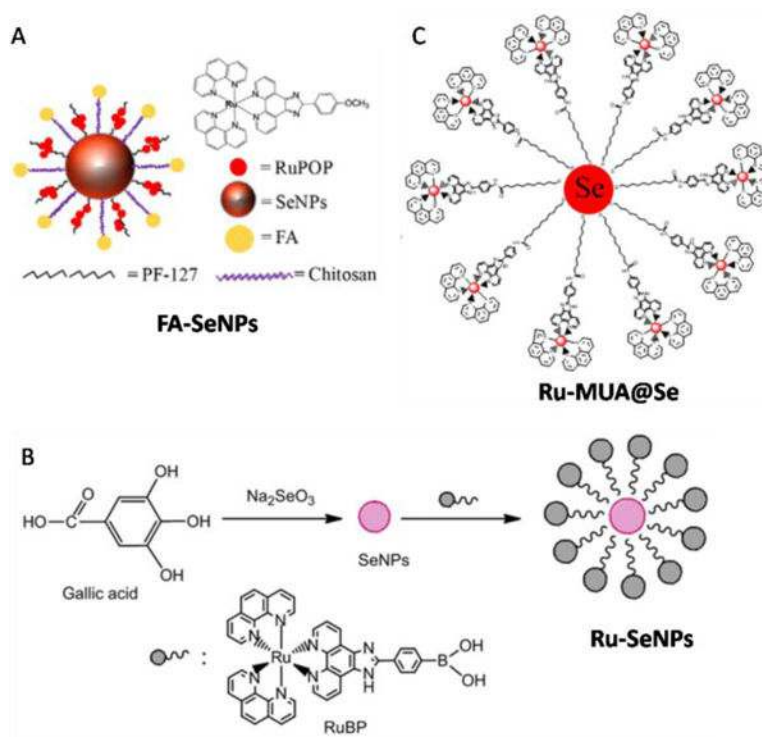 A
N
N
N
N
N
N
Ru
N
N
H
OCH₃
= RuPOP
= SeNPs
= FA
= PF-127
= Chitosan
FA-SeNPs
C
Se
Ru-MUA@Se
B
O
HO
C
OH
OH
OH
Gallic acid
Na₂SeO₃
SeNPs
Ru-SeNPs
:
N
N
N
N
N
N
Ru
N
N
H
B
OH
OH
RuBP